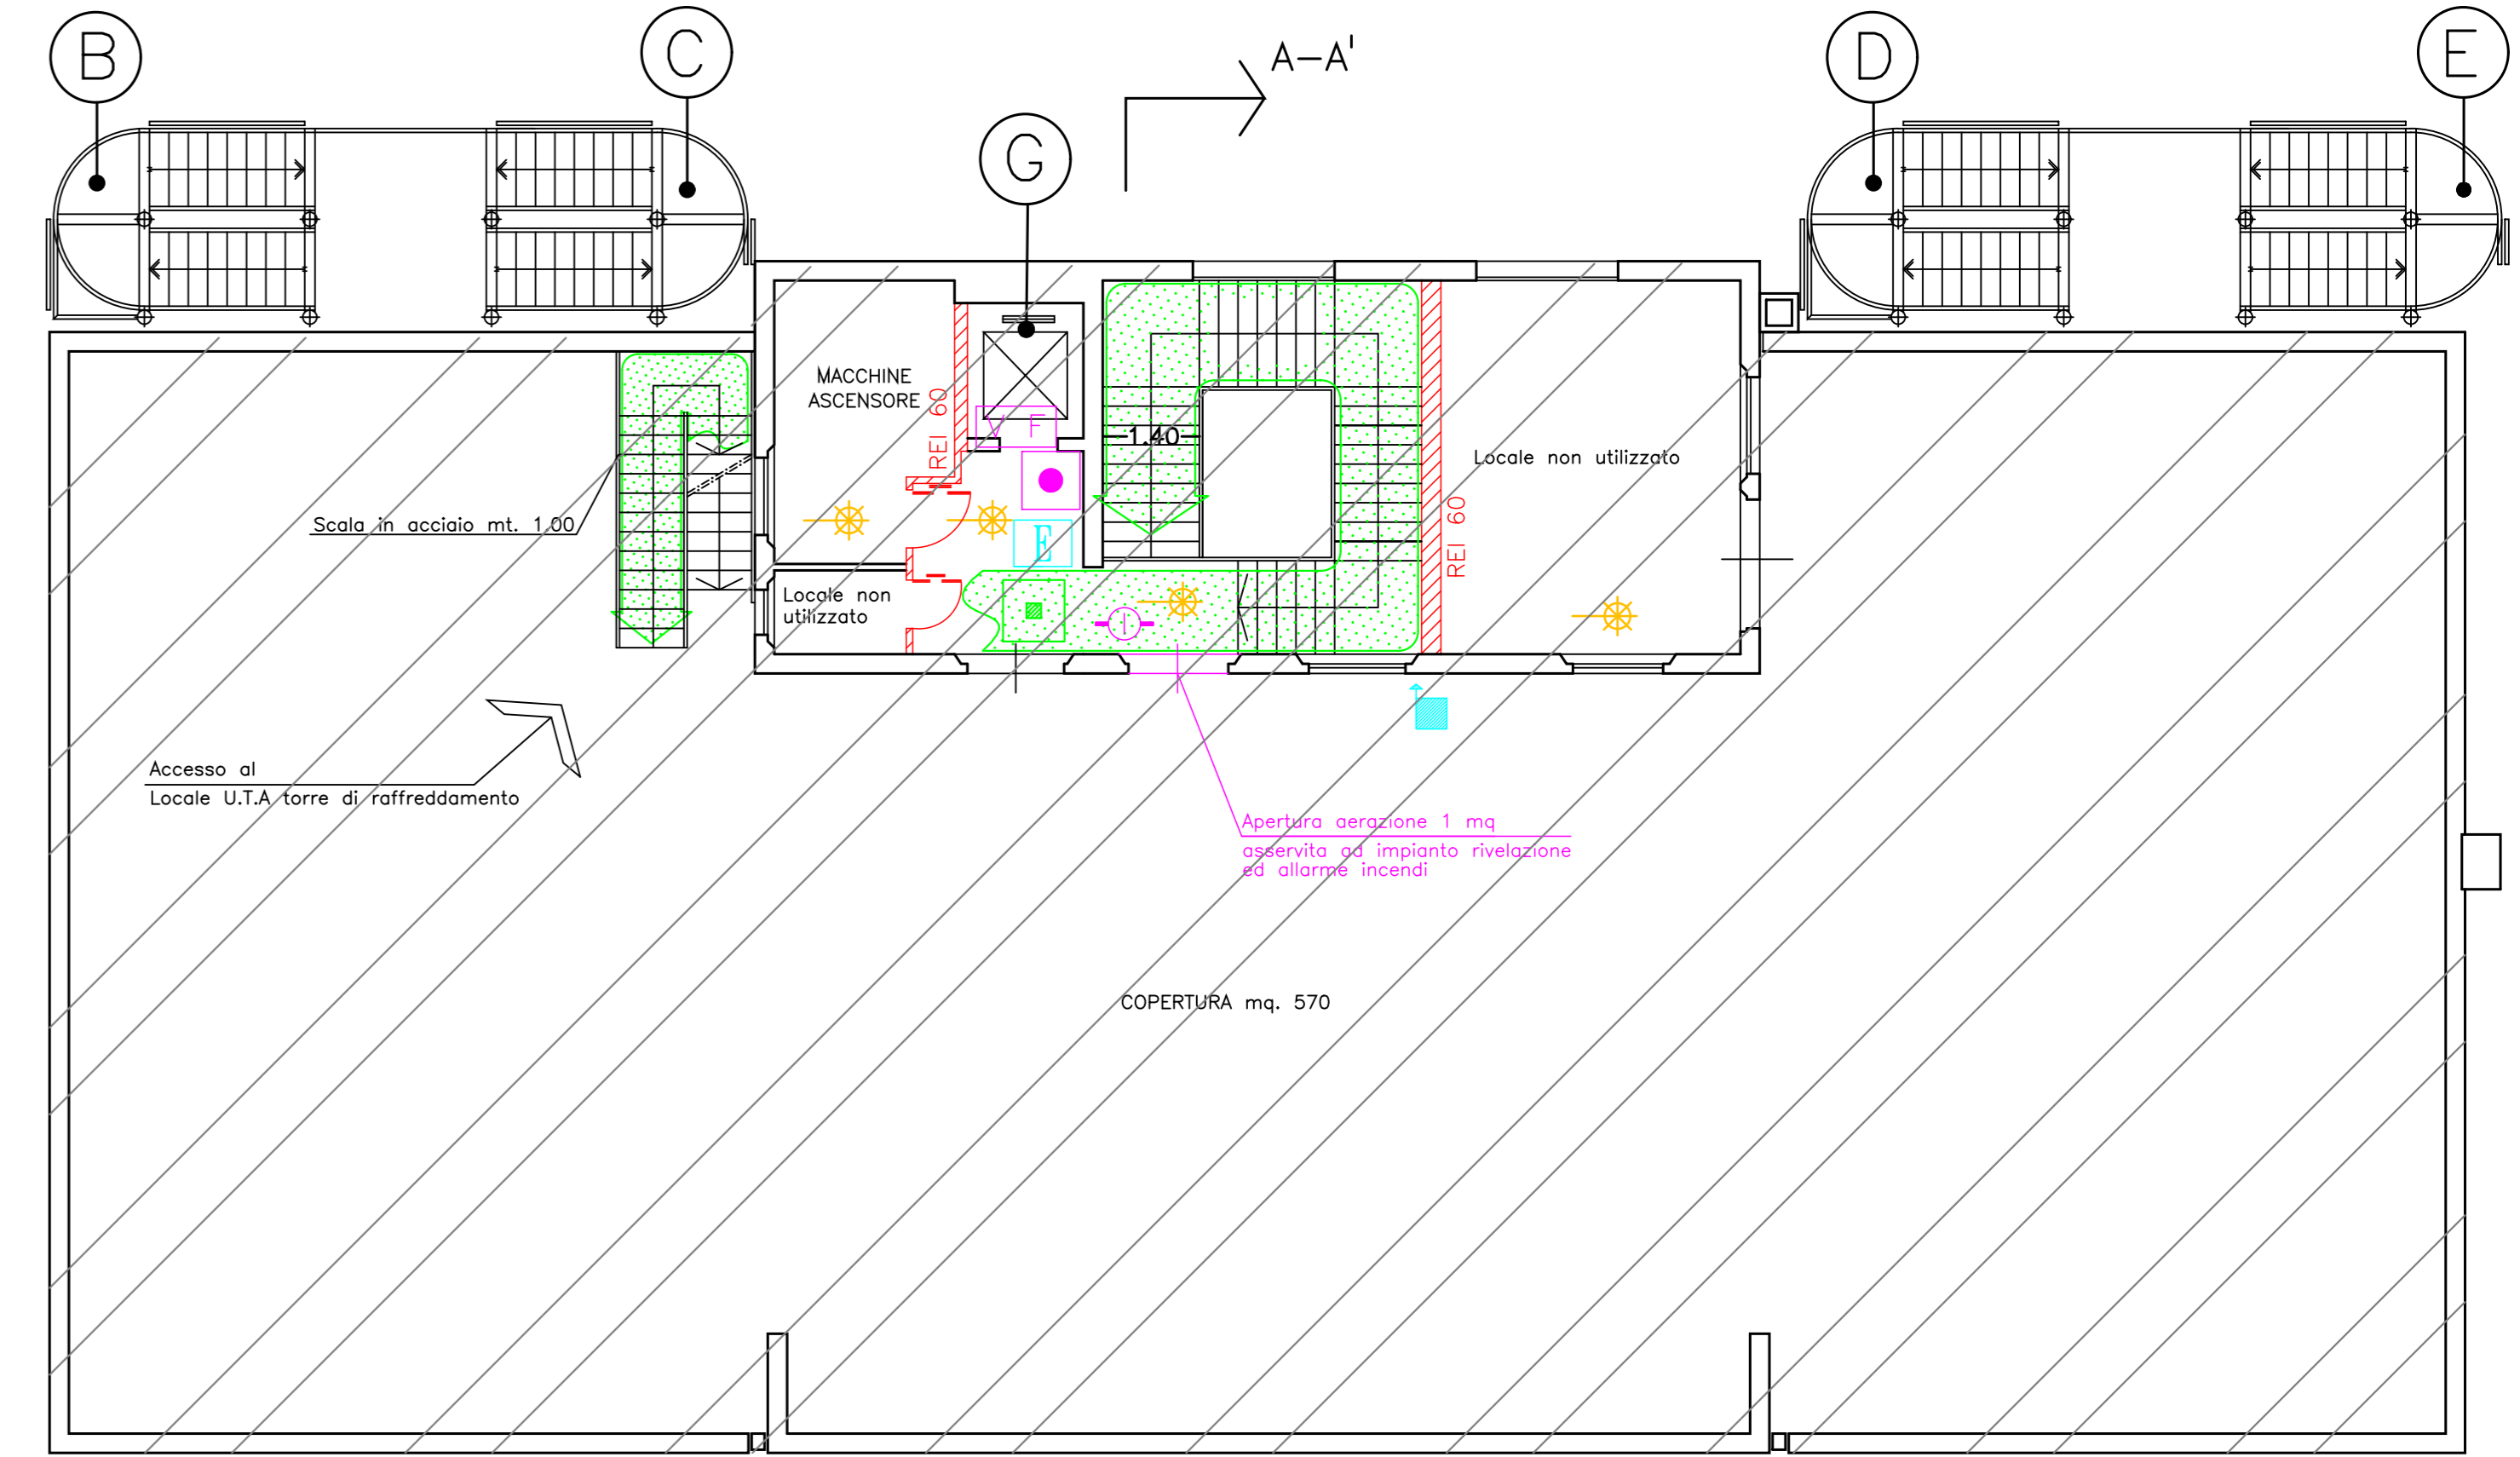 B
C
A-A'
D
E
G
MACCHINE
ASCENSORE
REI 60
V F
1.40
Locale non utilizzato
REI 60
Scala in acciaio mt. 1.00
E
Locale non
utilizzato
Accesso al
Locale U.T.A torre di raffreddamento
Apertura aerazione 1 mq
asservita ad impianto rivelazione
ed allarme incendi
COPERTURA mq. 570